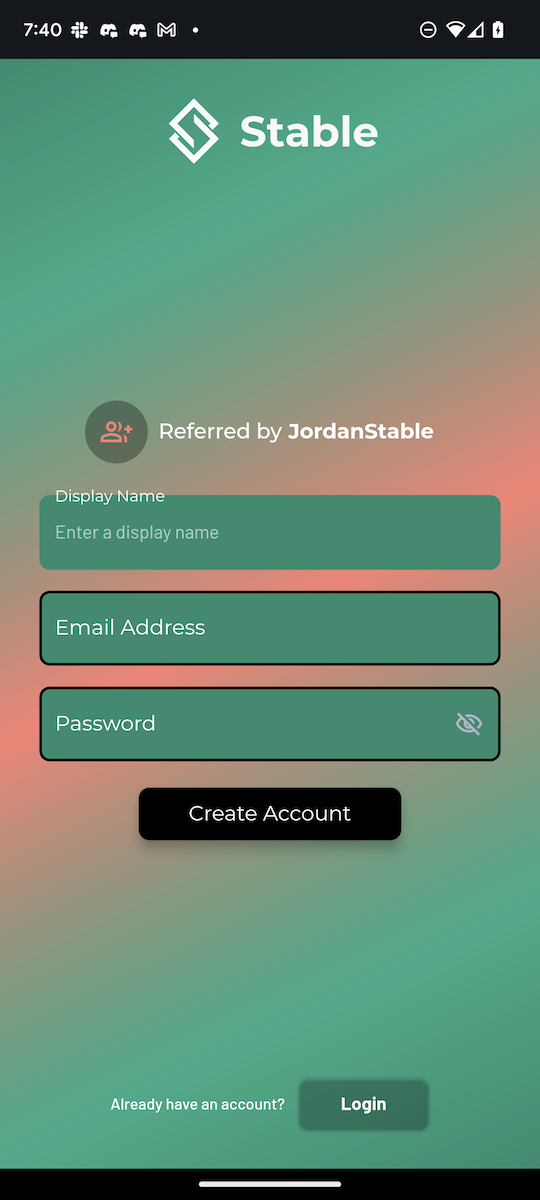 7:40
Stable
Referred by JordanStable
Display Name
Enter a display name
Email Address
Password
Create Account
Already have an account? Login